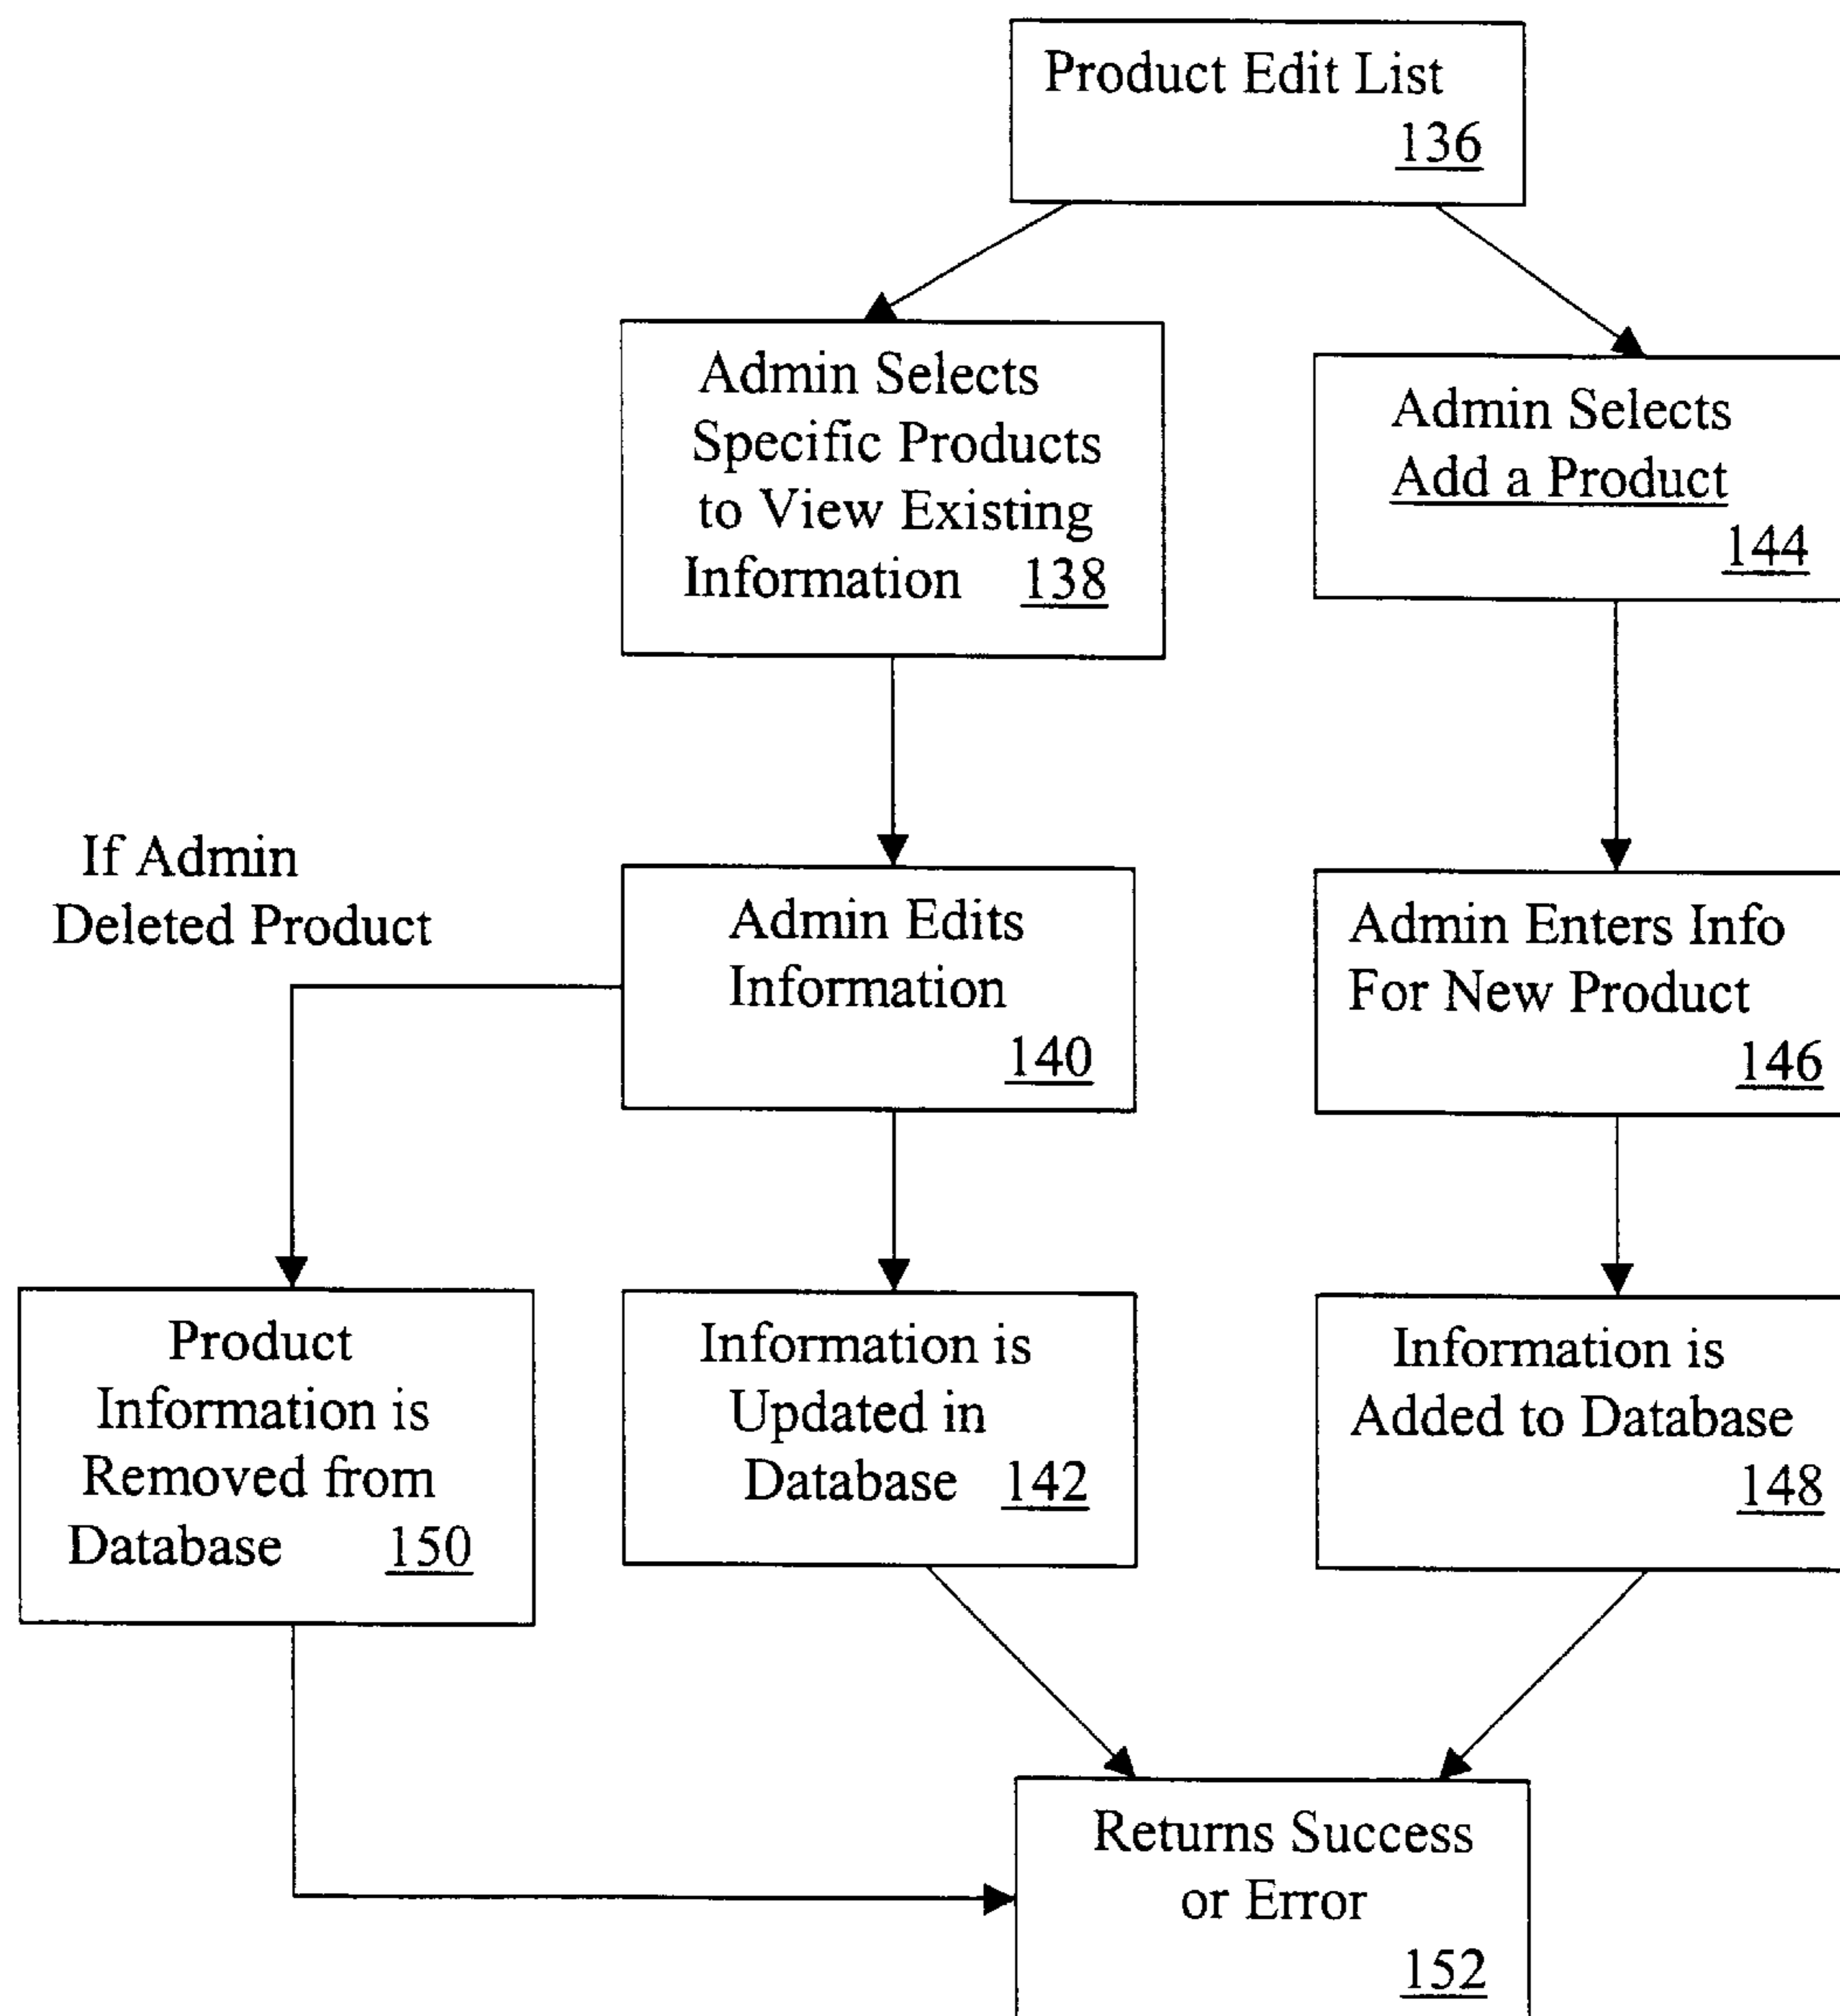 Product Edit List
136
Admin Selects
Specific Products
to View Existing
Information 138
Admin Selects
Add a Product
144
If Admin
Deleted Product
Admin Edits
Information
140
Admin Enters Info
For New Product
146
Product
Information is
Removed from
Database 150
Information is
Updated in
Database 142
Information is
Added to Database
148
Returns Success
or Error
152